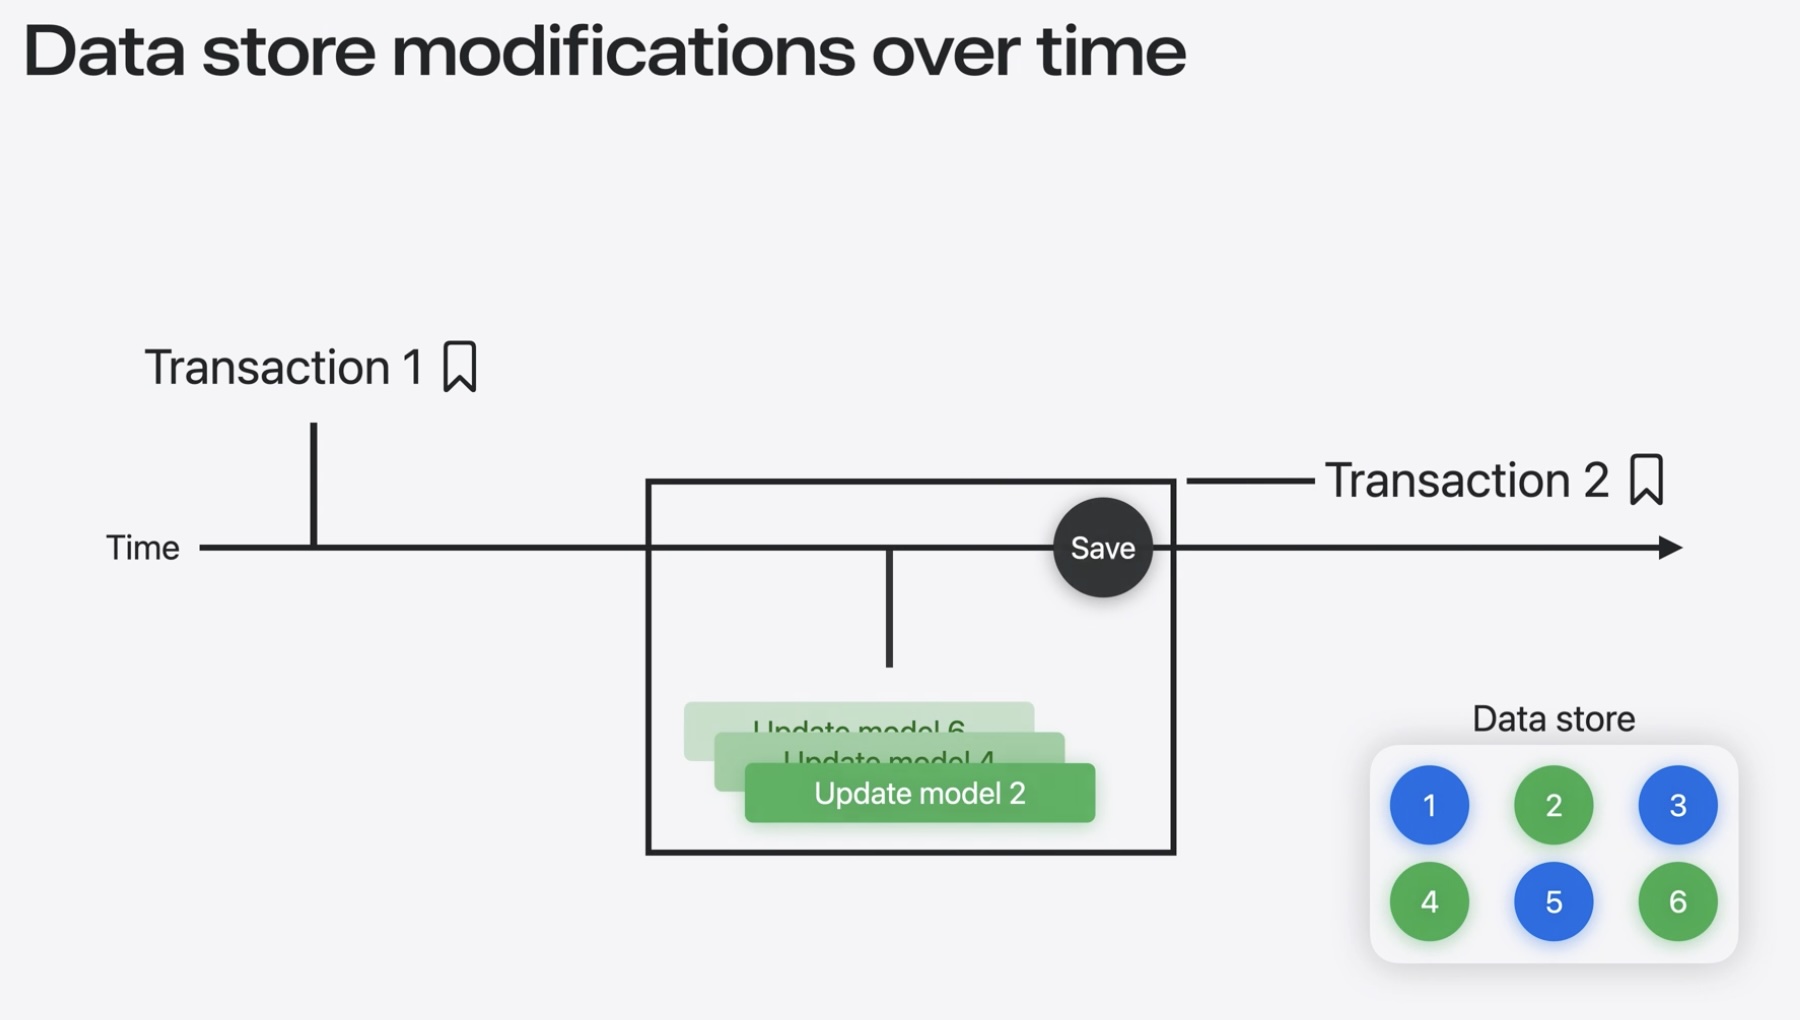 Data store modifications over time
Transaction 1
Transaction 2
Time
Save
Update model 6
Update model 4
Update model 2
Data store
1 2 3
4 5 6